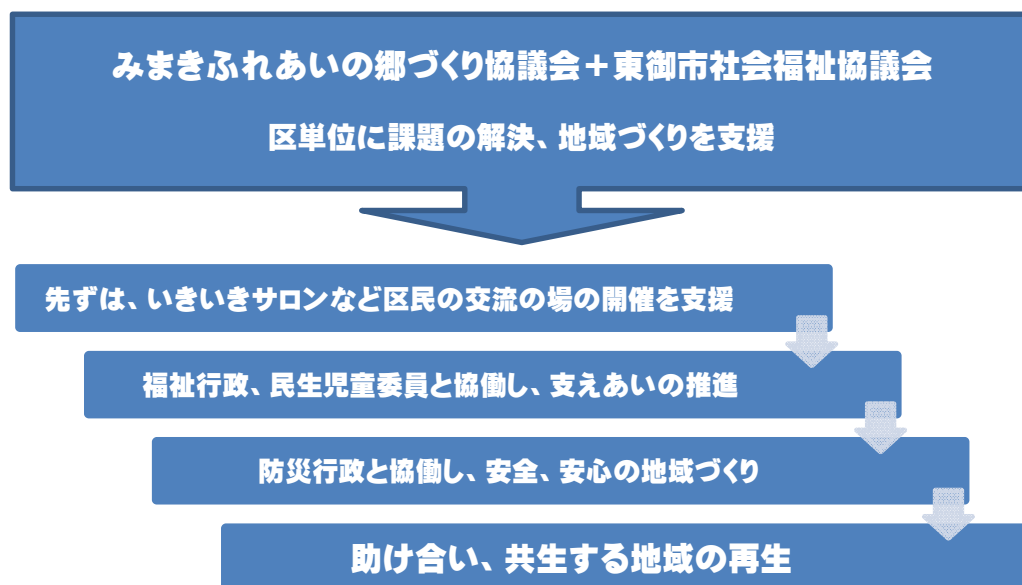 みまきふれあいの郷づくり協議会＋東御市社会福祉協議会
区単位に課題の解決、地域づくりを支援
先ずは、いきいきサロンなど区民の交流の場の開催を支援
福祉行政、民生児童委員と協働し、支えあいの推進
防災行政と協働し、安全、安心の地域づくり
助け合い、共生する地域の再生